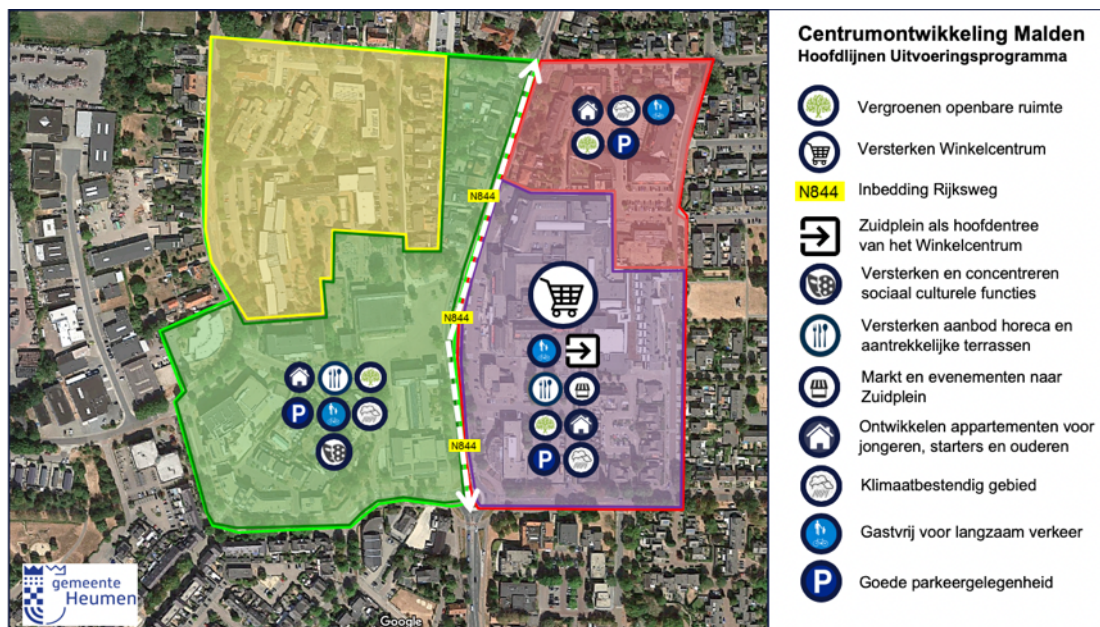 Centrumontwikkeling Malden
Hoofdlijnen Uitvoeringsprogramma
Vergroenen openbare ruimte
Versterken Winkelcentrum
N844 Inbedding Rijksweg
Zuidplein als hoofdentree
van het Winkelcentrum
Versterken en concentreren
sociaal culturele functies
Versterken aanbod horeca en
aantrekkelijke terrassen
Markt en evenementen naar
Zuidplein
Ontwikkelen appartementen voor
jongeren, starters en ouderen
Klimaatbestendig gebied
Gastvrij voor langzaam verkeer
P Goede parkeergelegenheid
P
N844
N844
P
N844
P
gemeente
Heumen
Google